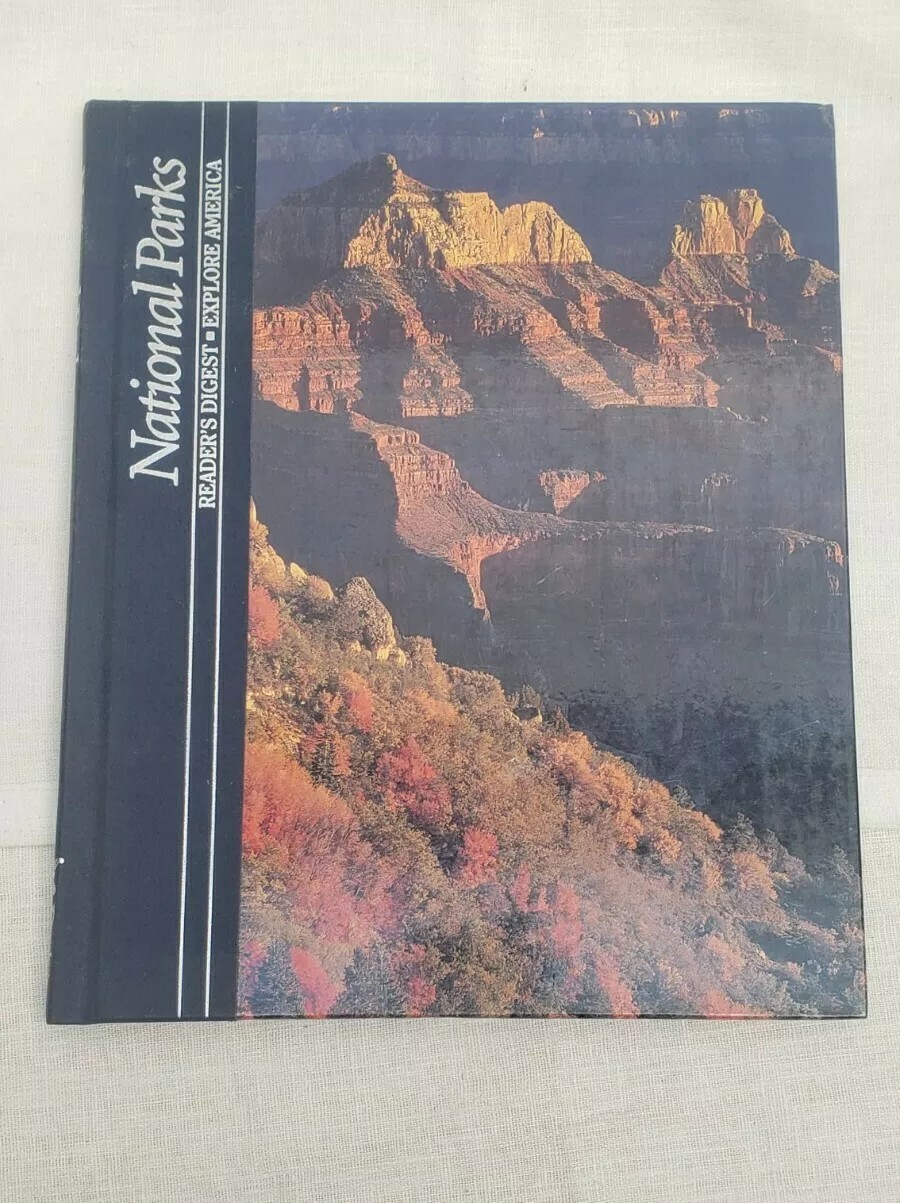 National Parks
READER'S DIGEST ▪ EXPLORE AMERICA